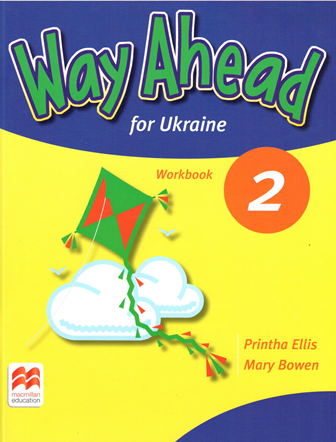 Way Ahead
for Ukraine
Workbook
2
Printha Ellis
Mary Bowen
macmillan
education